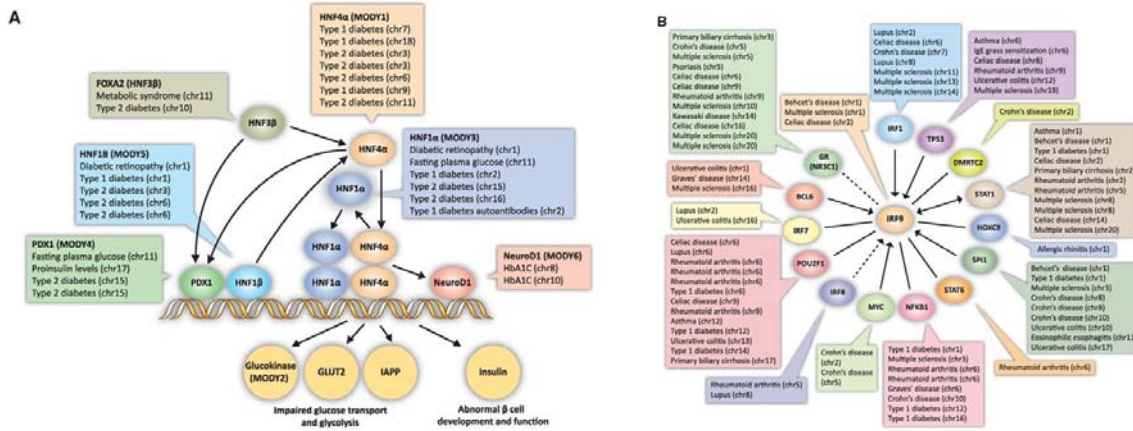 A
HNF4α (MODY1)
Type 1 diabetes (chr7)
Type 1 diabetes (chr18)
Type 2 diabetes (chr3)
Type 2 diabetes (chr3)
Type 2 diabetes (chr6)
Type 1 diabetes (chr9)
Type 2 diabetes (chr11)
FOXA2 (HNF3β)
Metabolic syndrome (chr11)
Type 2 diabetes (chr10)
HNF3β
HNF4α
HNF1α (MODY3)
Diabetic retinopathy (chr1)
Fasting plasma glucose (chr11)
Type 1 diabetes (chr2)
Type 2 diabetes (chr15)
Type 2 diabetes (chr16)
Type 1 diabetes autoantibodies (chr2)
HNF1B (MODY5)
Diabetic retinopathy (chr1)
Type 1 diabetes (chr1)
Type 2 diabetes (chr3)
Type 2 diabetes (chr6)
Type 2 diabetes (chr6)
HNF1α
PDX1 (MODY4)
Fasting plasma glucose (chr11)
Proinsulin levels (chr17)
Type 2 diabetes (chr15)
Type 2 diabetes (chr15)
HNF1α
HNF4α
NeuroD1 (MODY6)
HbA1C (chr8)
HbA1C (chr10)
PDX1
HNF1β
HNF1α
HNF4α
NeuroD1
Glucokinase
(MODY2)
GLUT2
IAPP
Insulin
Impaired glucose transport
and glycolysis
Abnormal β cell
development and function
B
Primary biliary cirrhosis (chr3)
Crohn's disease (chr5)
Multiple sclerosis (chr5)
Psoriasis (chr5)
Celiac disease (chr6)
Celiac disease (chr9)
Rheumatoid arthritis (chr9)
Multiple sclerosis (chr10)
Kawasaki disease (chr14)
Celiac disease (chr16)
Multiple sclerosis (chr20)
Multiple sclerosis (chr20)
Behcet's disease (chr1)
Multiple sclerosis (chr1)
Celiac disease (chr2)
Lupus (chr2)
Celiac disease (chr6)
Crohn's disease (chr7)
Lupus (chr8)
Multiple sclerosis (chr11)
Multiple sclerosis (chr13)
Multiple sclerosis (chr14)
Asthma (chr6)
IgE grass sensitization (chr6)
Celiac disease (chr8)
Rheumatoid arthritis (chr9)
Ulcerative colitis (chr12)
Multiple sclerosis (chr19)
Crohn's disease (chr2)
Asthma (chr1)
Behcet's disease (chr1)
Type 1 diabetes (chr1)
Celiac disease (chr2)
Primary biliary cirrhosis (chr2)
Rheumatoid arthritis (chr2)
Rheumatoid arthritis (chr5)
Multiple sclerosis (chr8)
Multiple sclerosis (chr8)
Celiac disease (chr14)
Multiple sclerosis (chr20)
IRF1
TP53
DMRTC2
GR
(NR3C1)
STAT1
Ulcerative colitis (chr1)
Graves' disease (chr14)
Multiple sclerosis (chr16)
BCL6
IRF9
Lupus (chr2)
Ulcerative colitis (chr16)
IRF7
HOXC9
Allergic rhinitis (chr1)
Celiac disease (chr6)
Lupus (chr6)
Rheumatoid arthritis (chr6)
Rheumatoid arthritis (chr6)
Rheumatoid arthritis (chr6)
Type 1 diabetes (chr6)
Celiac disease (chr9)
Rheumatoid arthritis (chr9)
Asthma (chr12)
Type 1 diabetes (chr12)
Ulcerative colitis (chr13)
Type 1 diabetes (chr14)
Primary biliary cirrhosis (chr17)
POU2F1
SPI1
Behcet's disease (chr1)
Type 1 diabetes (chr1)
Multiple sclerosis (chr5)
Crohn's disease (chr8)
Crohn's disease (chr8)
Crohn's disease (chr10)
Ulcerative colitis (chr10)
Eosinophilic esophagitis
Ulcerative colitis (chr17)
IRF8
MYC
NFKB1
STAT6
Rheumatoid arthritis (chr5)
Lupus (chr8)
Crohn's disease
(chr2)
Crohn's disease
(chr5)
Type 1 diabetes (chr1)
Multiple sclerosis (chr3)
Rheumatoid arthritis (chr6)
Rheumatoid arthritis (chr6)
Graves' disease (chr6)
Crohn's disease (chr10)
Type 1 diabetes (chr12)
Type 1 diabetes (chr16)
Rheumatoid arthritis (chr6)